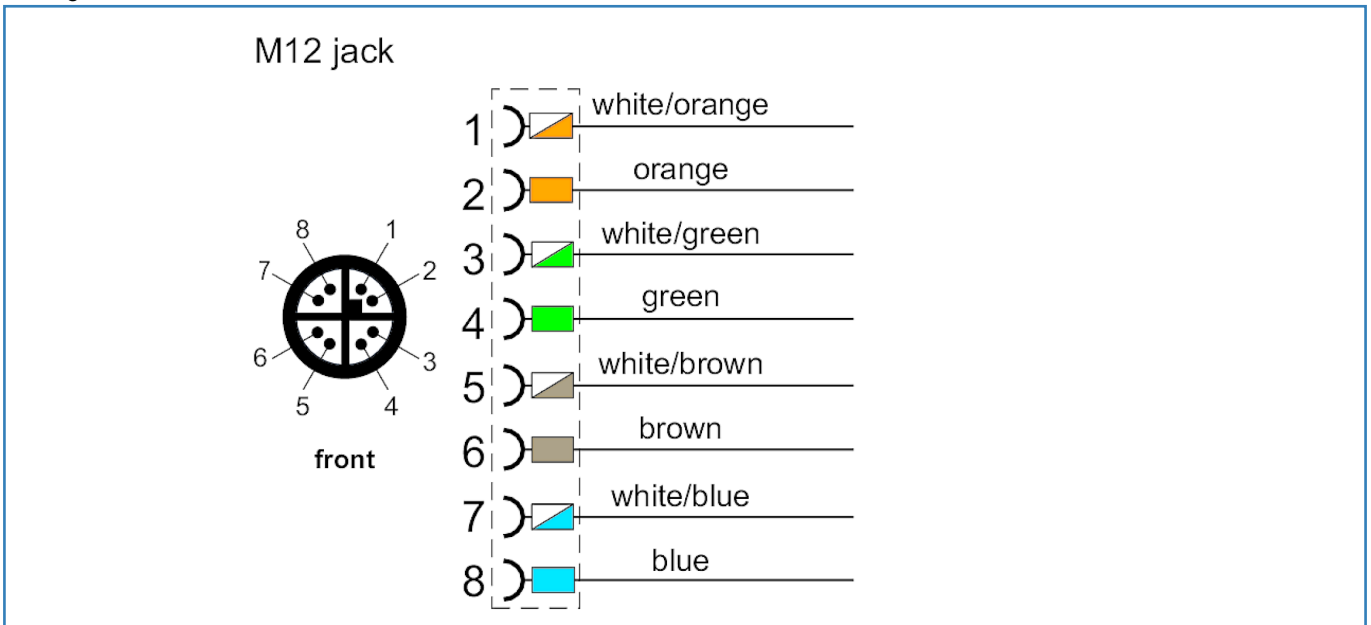 M12 jack
1 white/orange
2 orange
3 white/green
4 green
5 white/brown
6 brown
7 white/blue
8 blue
8 1
7 2
6 3
5 4
front